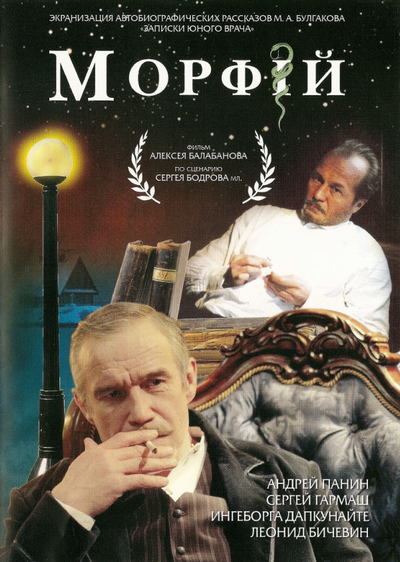 ЭКРАНИЗАЦИЯ АВТОБИОГРАФИЧЕСКИХ РАССКАЗОВ М. А. БУЛГАКОВА
«ЗАПИСКИ ЮНОГО ВРАЧА»
МОРФІЙ
ФИЛЬМ
АЛЕКСЕЯ БАЛАБАНОВА
ПО СЦЕНАРИЮ
СЕРГЕЯ БОДРОВА МЛ.
АНДРЕЙ ПАНИН
СЕРГЕЙ ГАРМАШ
ИНГЕБОРГА ДАПКУНАЙТЕ
ЛЕОНИД БИЧЕВИН